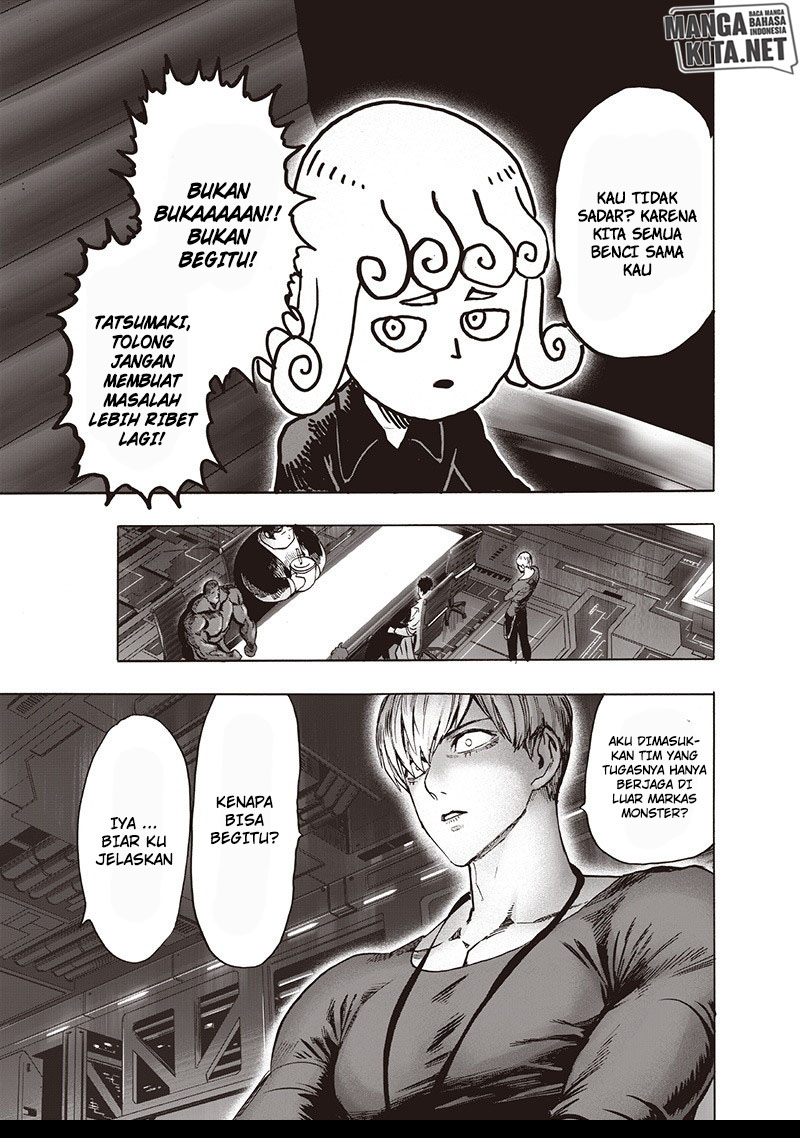 MANGA
KITA.NET
BACA MANGA
BAHASA
INDONESIA
KAU TIDAK
SADAR? KARENA
KITA SEMUA
BENCI SAMA
KAU
BUKAN
BUKAAAAAN!!
BUKAN
BEGITU!
TATSUMAKI,
TOLONG
JANGAN
MEMBUAT
MASALAH
LEBIH RIBET
LAGI!
AKU DIMASUK-
KAN TIM YANG
TUGASNYA HANYA
BERJAGA DI
LUAR MARKAS
MONSTER?
KENAPA
BISA
BEGITU?
IYA ...
BIAR KU
JELASKAN